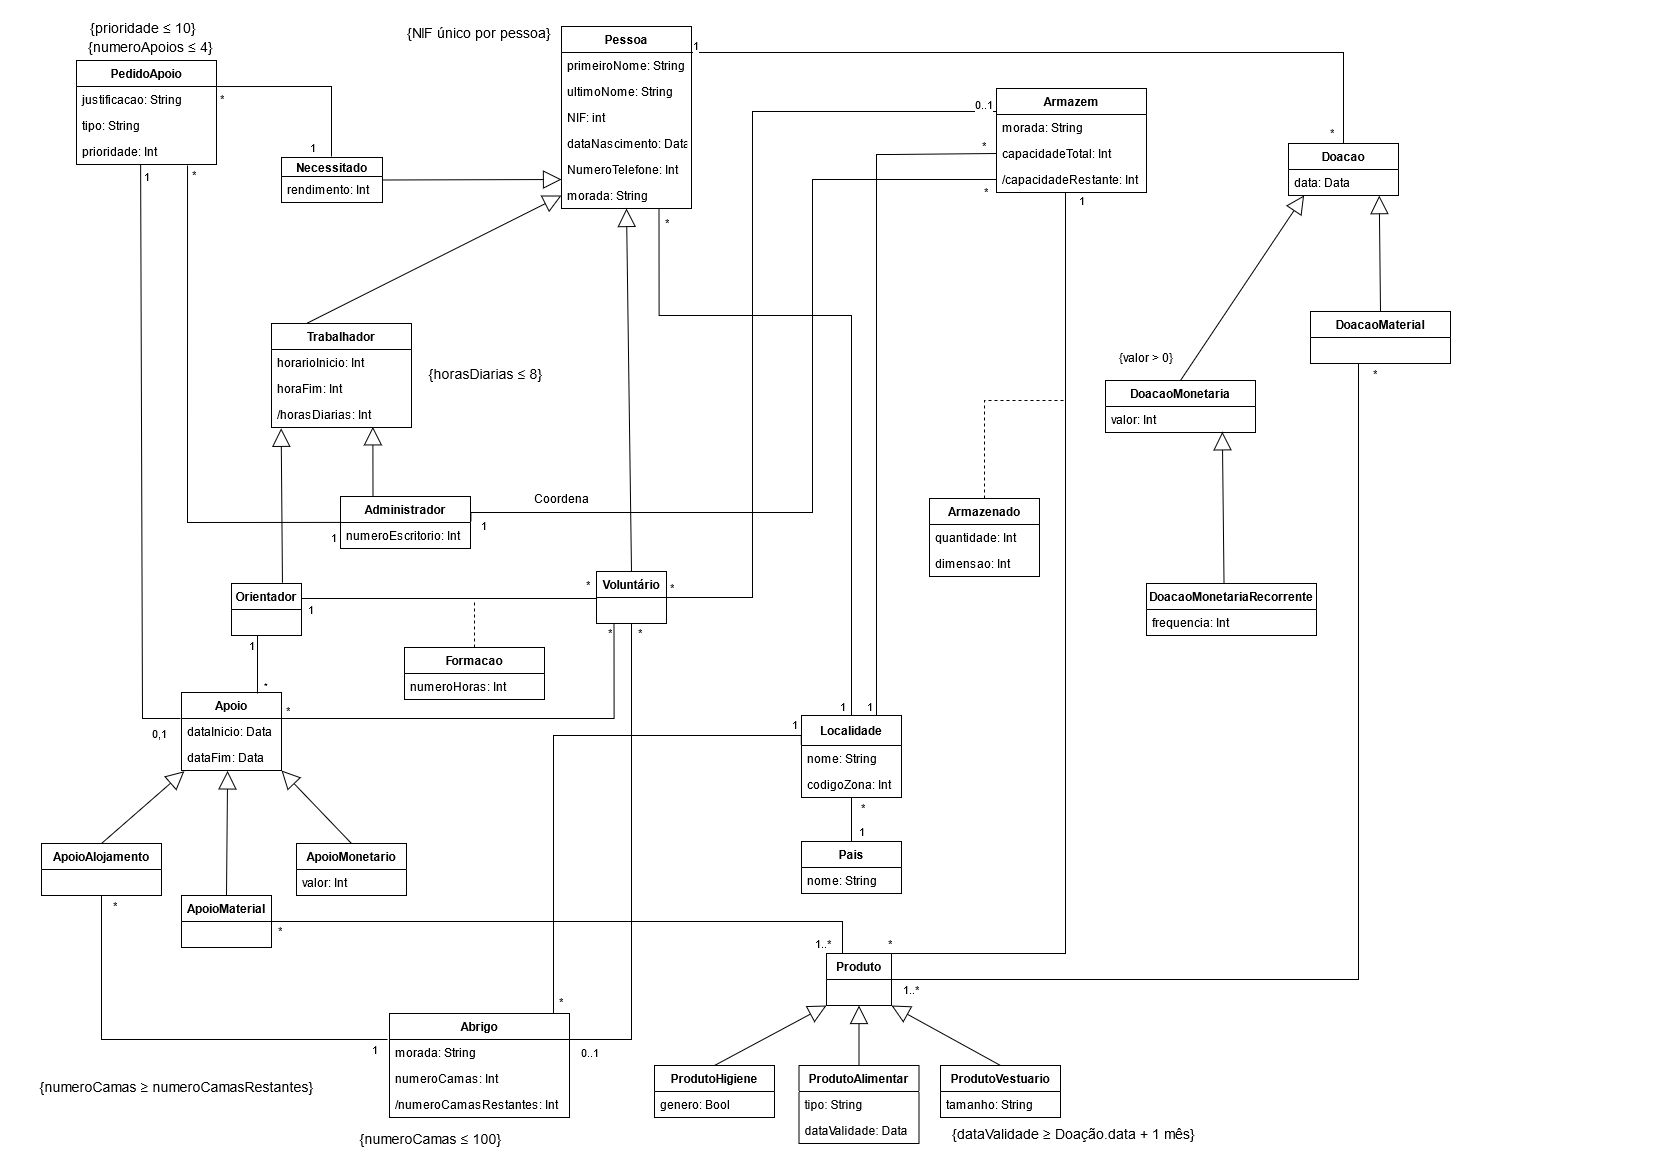 {prioridade ≤ 10}
{numeroApoios ≤ 4}
PedidoApoio
justificacao: String
tipo: String
prioridade: Int
*
1
*
1
Necessitado
rendimento: Int
{NIF único por pessoa}
Pessoa
primeiroNome: String
ultimoNome: String
NIF: int
dataNascimento: Data
NumeroTelefone: Int
morada: String
1
*
0..1
Armazem
morada: String
capacidadeTotal: Int
/capacidadeRestante: Int
*
*
1
*
Doacao
data: Data
DoacaoMaterial
*
{valor > 0}
DoacaoMonetaria
valor: Int
DoacaoMonetariaRecorrente
frequencia: Int
Trabalhador
horarioInicio: Int
horaFim: Int
/horasDiarias: Int
{horasDiarias ≤ 8}
Administrador
numeroEscritorio: Int
1
1
Coordena
Armazenado
quantidade: Int
dimensao: Int
Orientador
1
1
*
Voluntário
*
*
*
Formacao
numeroHoras: Int
*
Apoio
dataInicio: Data
dataFim: Data
*
0,1
1
1
1
Localidade
nome: String
codigoZona: Int
*
1
Pais
nome: String
ApoioAlojamento
*
ApoioMaterial
*
ApoioMonetario
valor: Int
1..*
*
Produto
1..*
*
Abrigo
morada: String
numeroCamas: Int
/numeroCamasRestantes: Int
1
0..1
{numeroCamas ≥ numeroCamasRestantes}
{numeroCamas ≤ 100}
ProdutoHigiene
genero: Bool
ProdutoAlimentar
tipo: String
dataValidade: Data
ProdutoVestuario
tamanho: String
{dataValidade ≥ Doação.data + 1 mês}